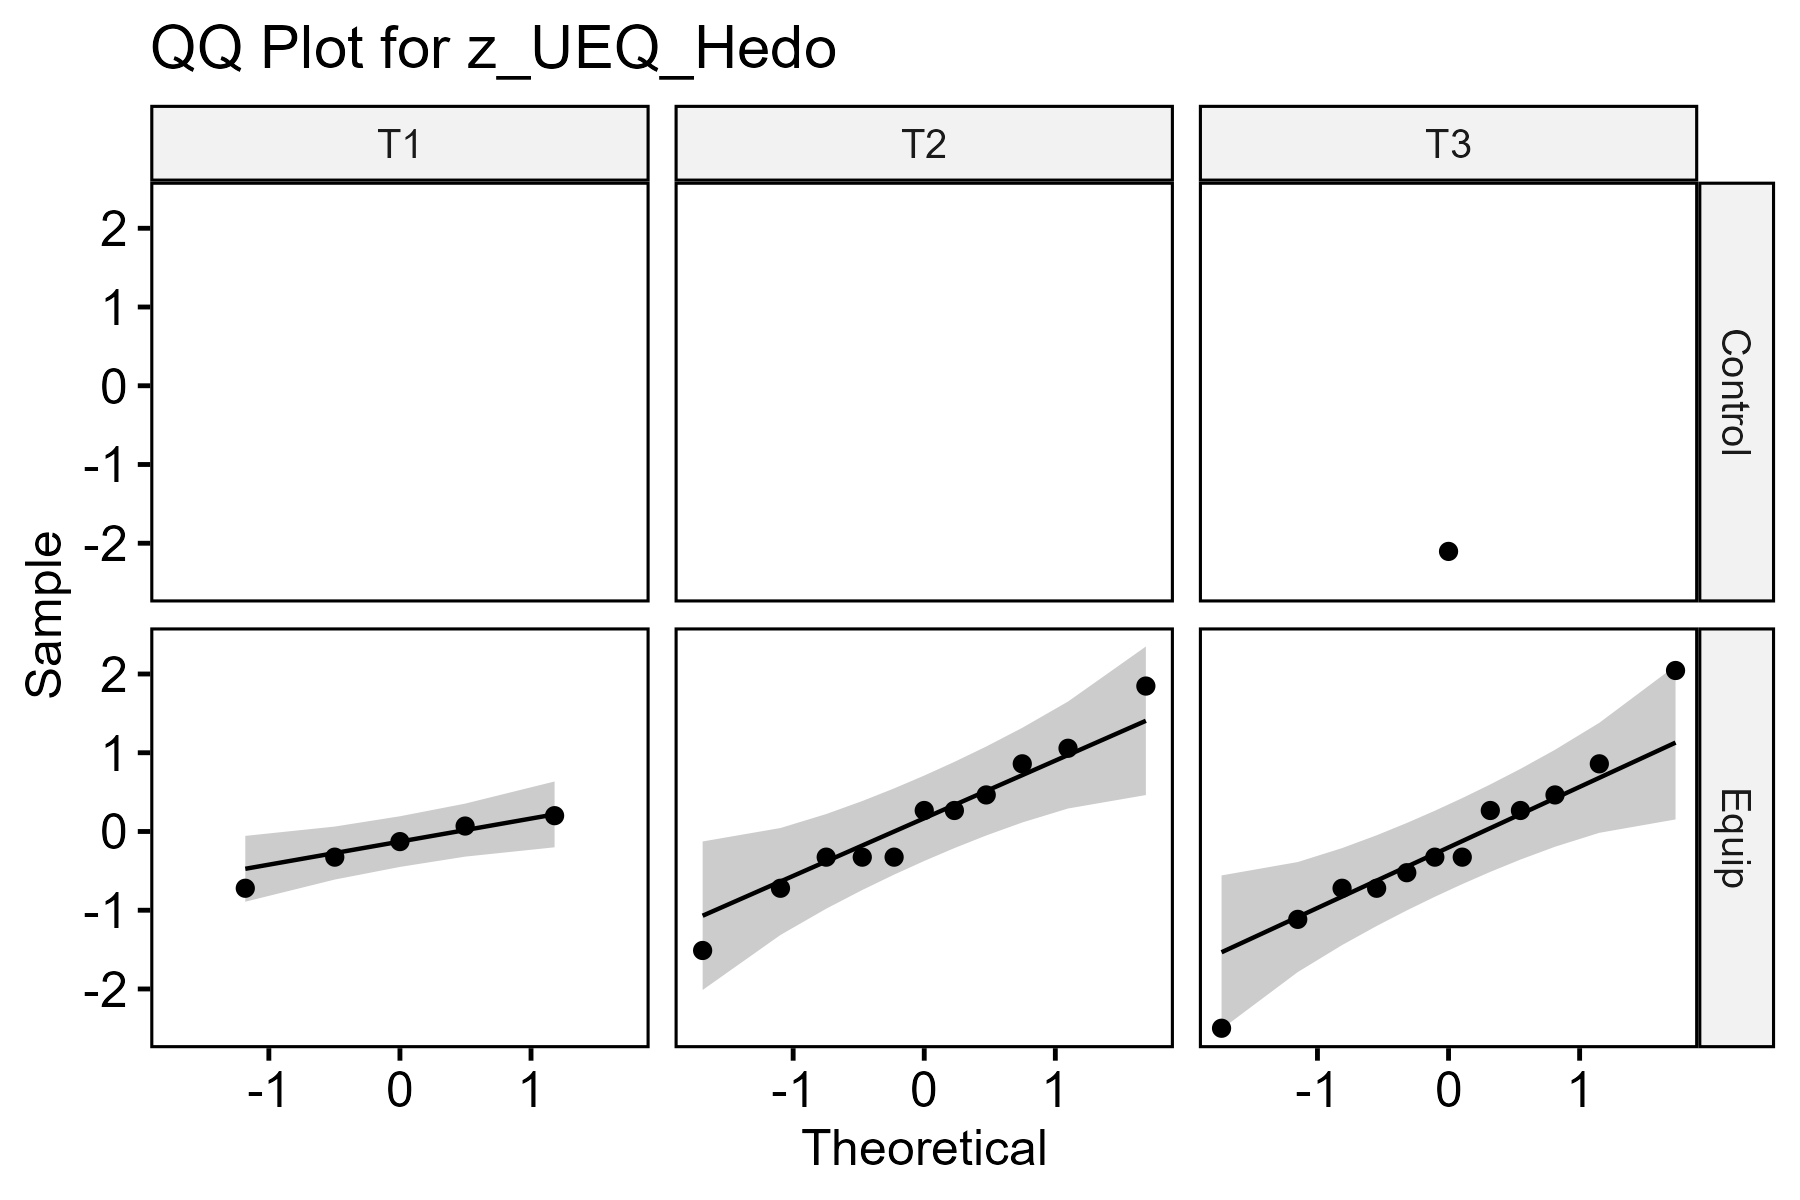 QQ Plot for z_UEQ_Hedo
T1 T2 T3
2
1
0
-1
-2
Control
Sample
2
1
0
-1
-2
Equip
-1 0 1 -1 0 1 -1 0 1
Theoretical